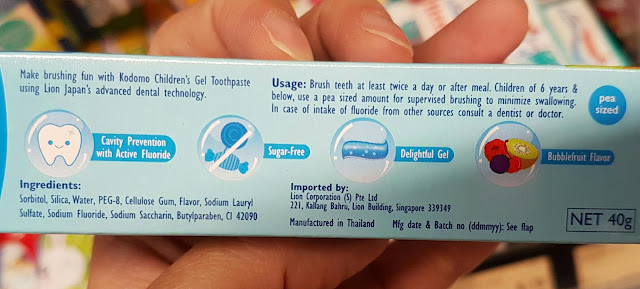 Make brushing fun with Kodomo Children's Gel Toothpaste
using Lion Japan's advanced dental technology.
Usage: Brush teeth at least twice a day or after meal. Children of 6 years &
below, use a pea sized amount for supervised brushing to minimize swallowing.
In case of intake of fluoride from other sources consult a dentist or doctor.
pea
sized
Cavity Prevention
with Active Fluoride
Sugar-Free
Delightful Gel
Bubblefruit Flavor
Ingredients:
Sorbitol, Silica, Water, PEG-8, Cellulose Gum, Flavor, Sodium Lauryl
Sulfate, Sodium Fluoride, Sodium Saccharin, Butylparaben, CI 42090
Imported by:
Lion Corporation (S) Pte Ltd
221, Kallang Bahru, Lion Building, Singapore 339349
Manufactured in Thailand Mfg date & Batch no (ddmmyy): See flap
NET 40g